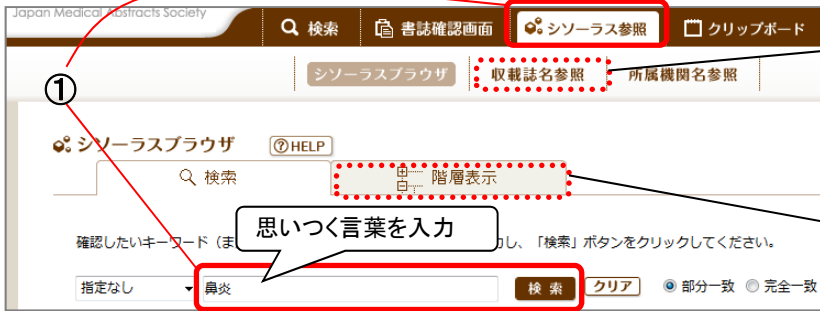 Japan Medical Abstracts Society
検索 書誌確認画面 シソーラス参照 クリップボード
シソーラスブラウザ 収載誌名参照 所属機関名参照
①
シソーラスブラウザ ?HELP
検索 階層表示
思いつく言葉を入力
確認したいキーワード（ま 力し、「検索」ボタンをクリックしてください。
指定なし 鼻炎 検索 クリア 部分一致 完全一致